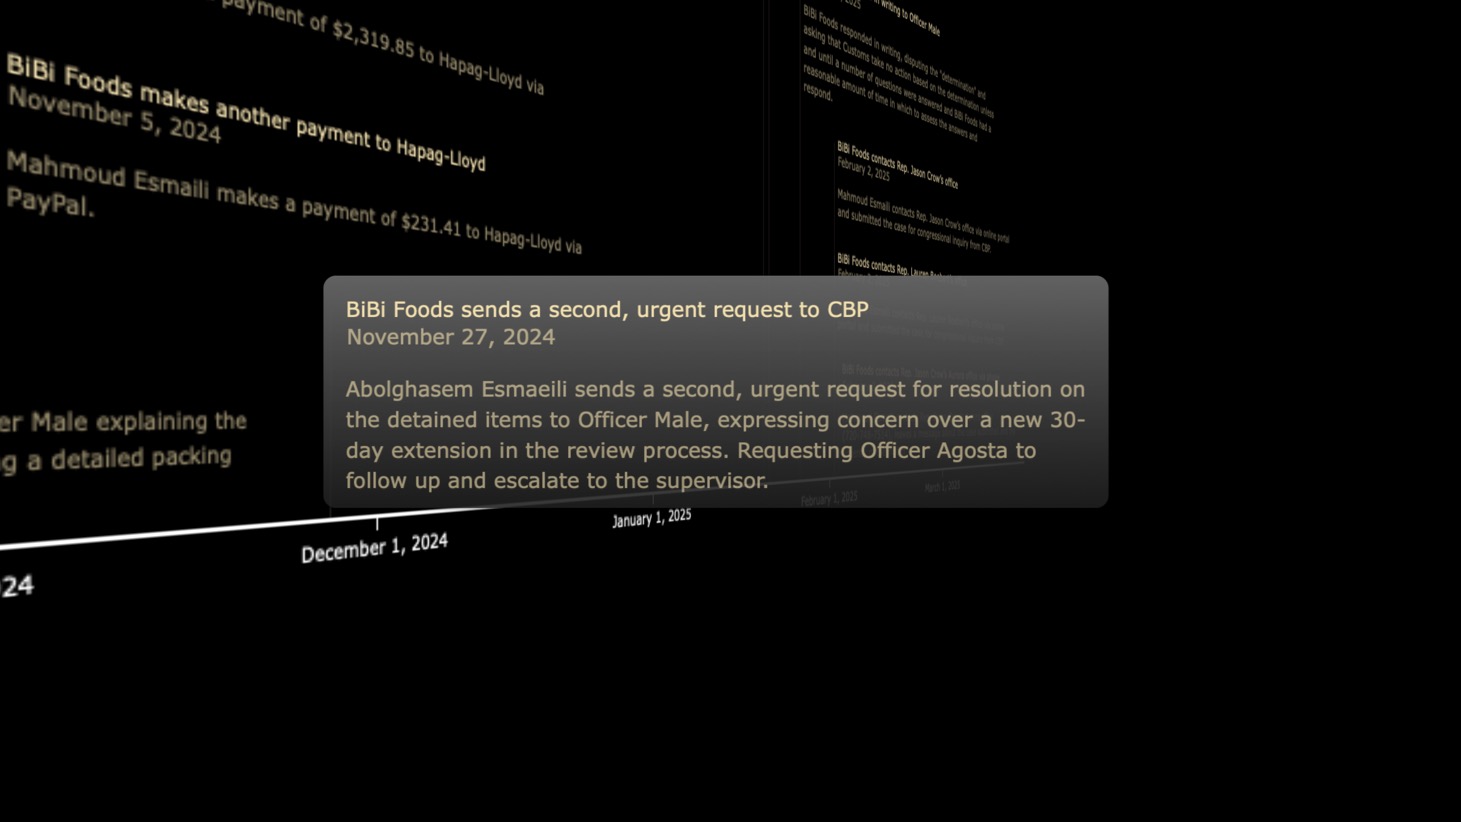 payment of $2,319.85 to Hapag-Lloyd via
BiBi Foods makes another payment to Hapag-Lloyd
November 5, 2024
Mahmoud Esmaili makes a payment of $231.41 to Hapag-Lloyd via
PayPal.
er Male explaining the
g a detailed packing
2025
in writing to Officer Male
BiBi Foods responded in writing, disputing the "determination" and
asking that Customs take no action based on the determination unless
and until a number of questions were answered and BiBi Foods had a
reasonable amount of time in which to assess the answers and
respond.
BiBi Foods contacts Rep. Jason Crow's office
February 2, 2025
Mahmoud Esmaili contacts Rep. Jason Crow's office via online portal
and submitted the case for congressional inquiry from CBP.
BiBi Foods contacts Rep. Lauren
BiBi Foods sends a second, urgent request to CBP
November 27, 2024
Abolghasem Esmaeili sends a second, urgent request for resolution on
the detained items to Officer Male, expressing concern over a new 30-
day extension in the review process. Requesting Officer Agosta to
follow up and escalate to the supervisor.
24
December 1, 2024
January 1, 2025
February 1, 2025
March 1, 2025